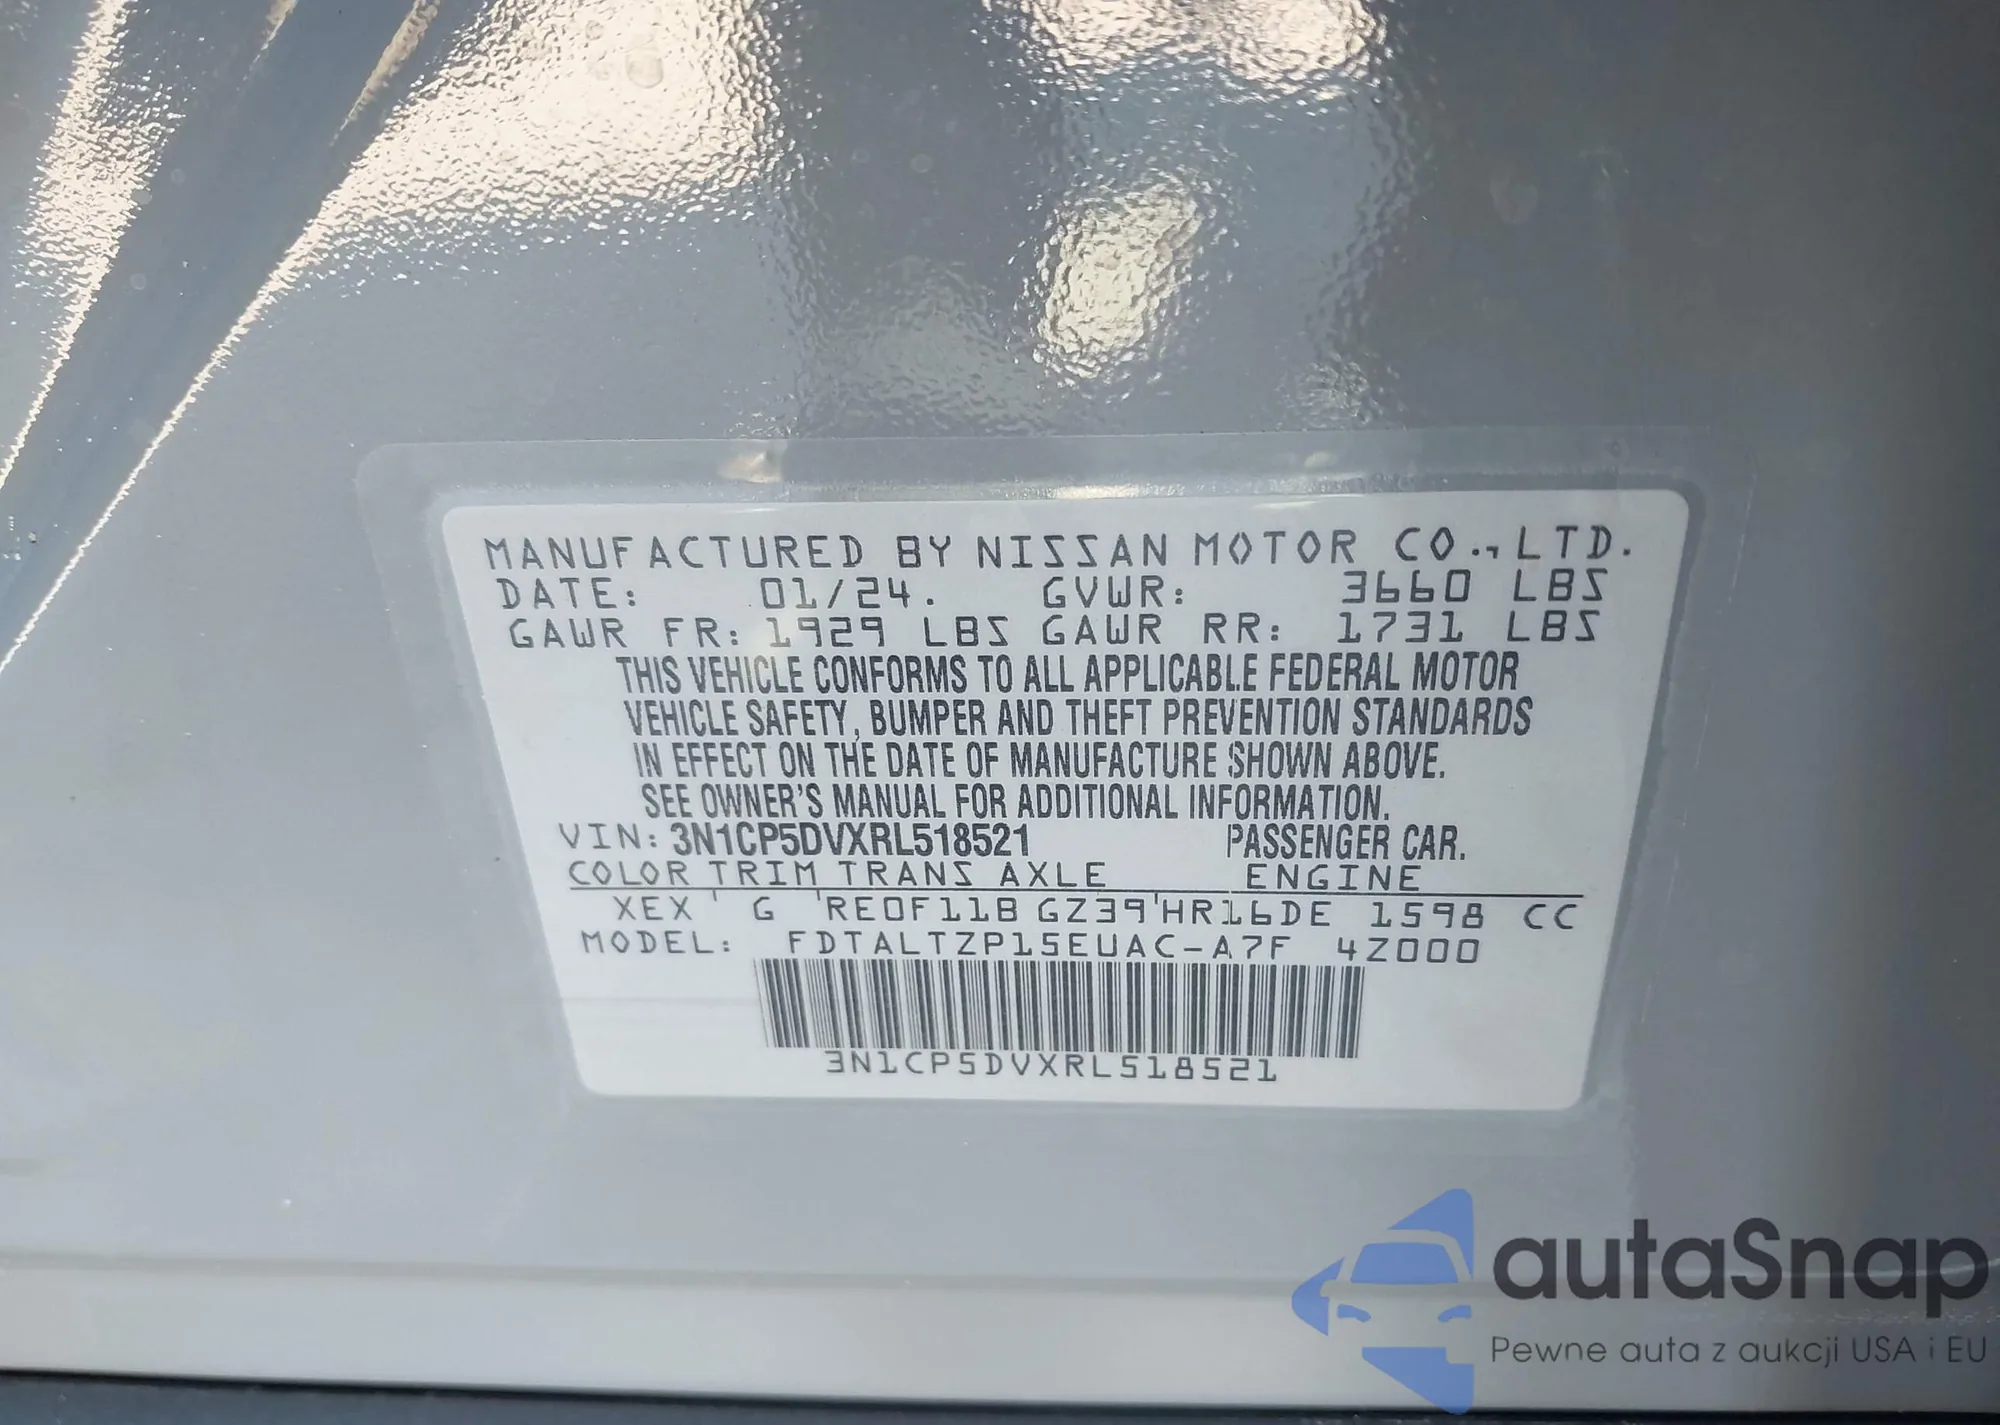 MANUFACTURED BY NISSAN MOTOR CO., LTD.
DATE: 01/24. GVWR: 3660 LBS
GAWR FR: 1929 LBS GAWR RR: 1731 LBS
THIS VEHICLE CONFORMS TO ALL APPLICABLE FEDERAL MOTOR
VEHICLE SAFETY, BUMPER AND THEFT PREVENTION STANDARDS
IN EFFECT ON THE DATE OF MANUFACTURE SHOWN ABOVE.
SEE OWNER'S MANUAL FOR ADDITIONAL INFORMATION.
VIN: 3N1CP5DVXRL518521 PASSENGER CAR.
COLOR TRIM TRANS AXLE ENGINE
XEX ' G 'RE0F11B GZ39'HR16DE 1598 CC
MODEL: FDTALTZP15EUAC-A7F 4Z000
3N1CP5DVXRL518521
autaSnap
Pewne auta z aukcji USA i EU